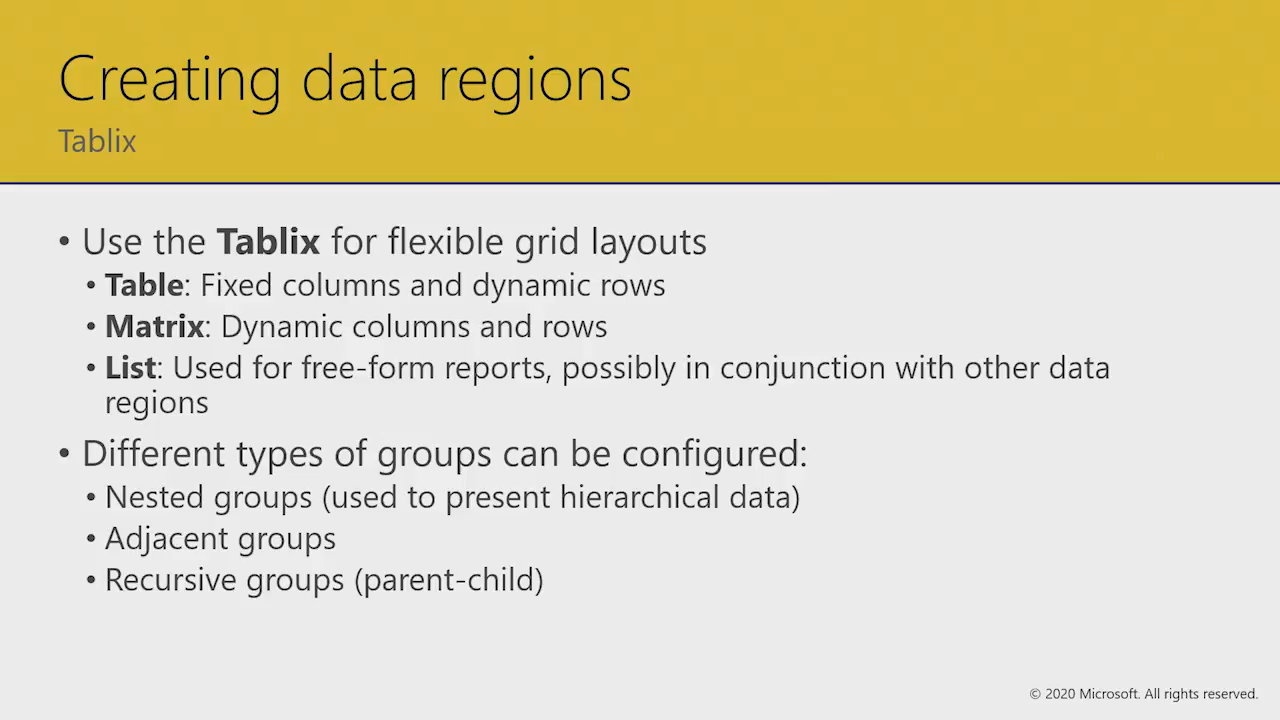 Creating data regions
Tablix
• Use the Tablix for flexible grid layouts
• Table: Fixed columns and dynamic rows
• Matrix: Dynamic columns and rows
• List: Used for free-form reports, possibly in conjunction with other data
regions
• Different types of groups can be configured:
• Nested groups (used to present hierarchical data)
• Adjacent groups
• Recursive groups (parent-child)
© 2020 Microsoft. All rights reserved.